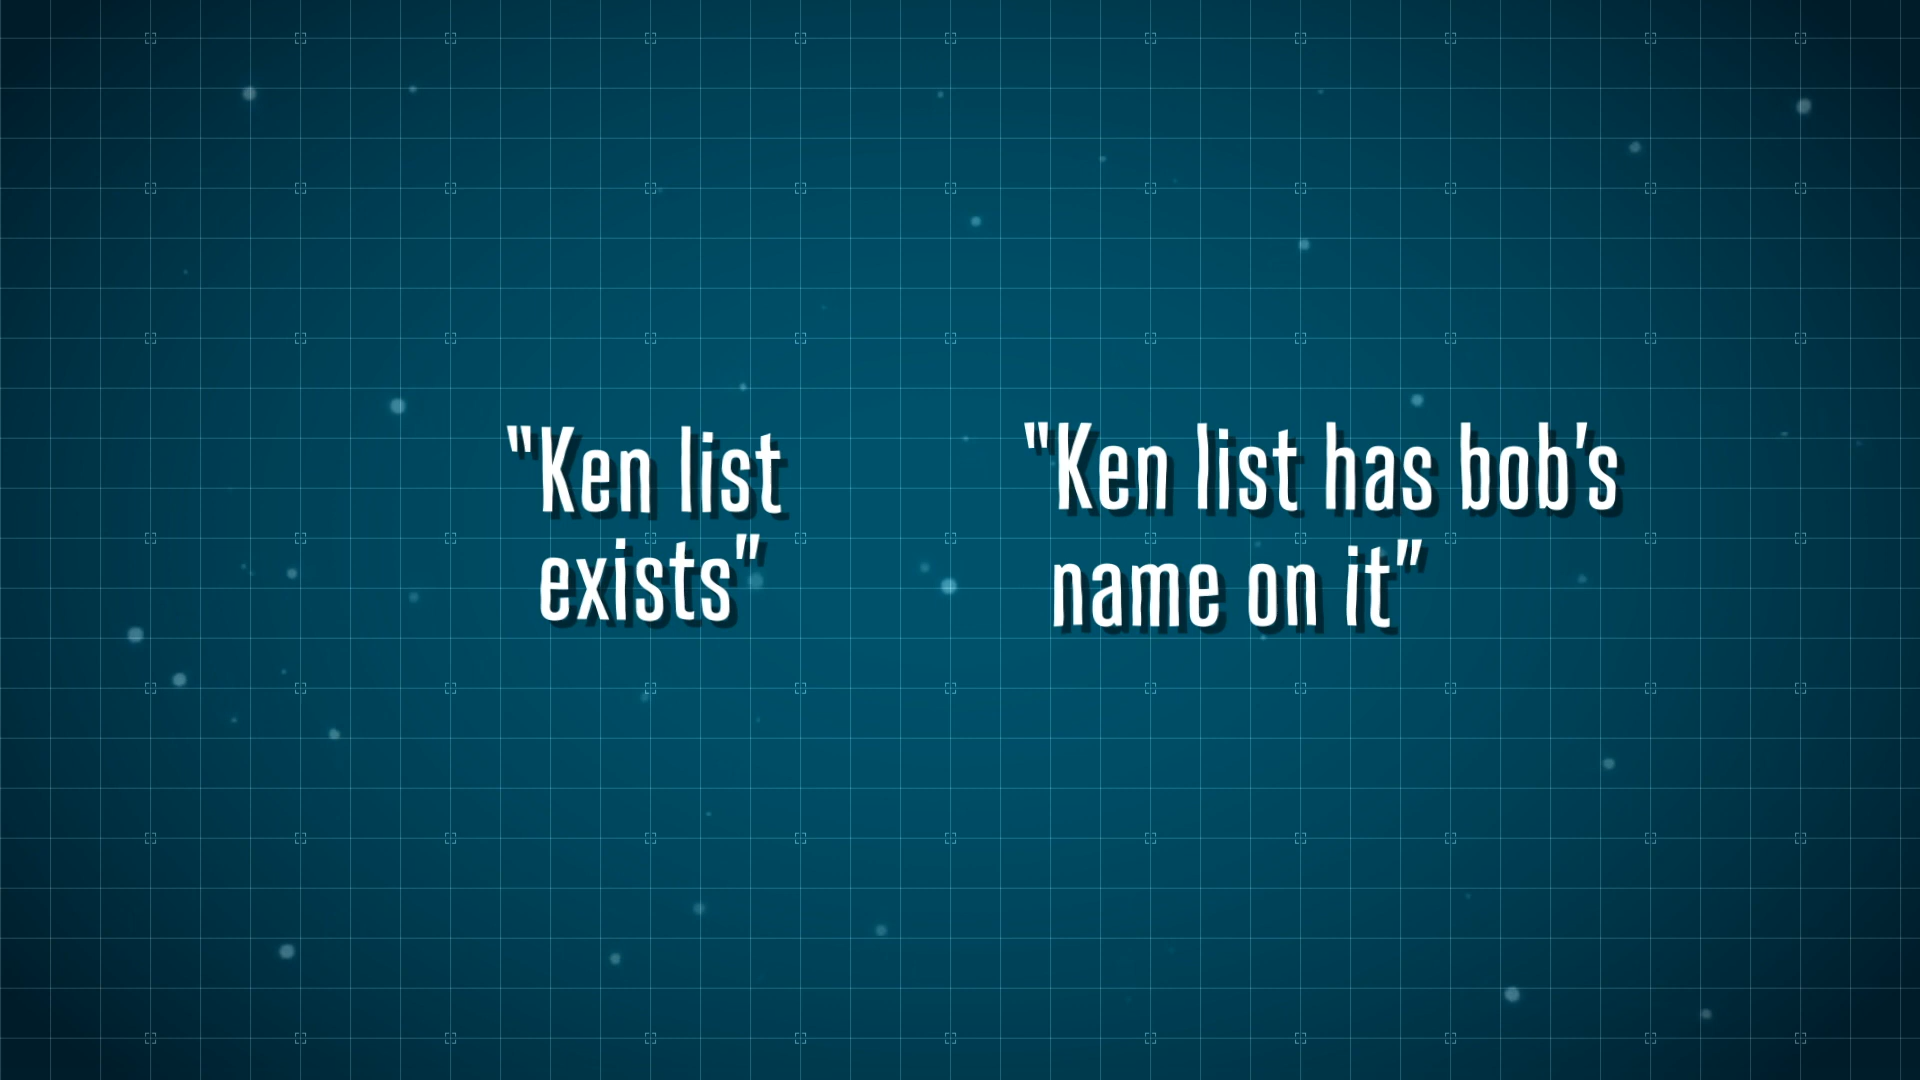 "Ken list
exists"
"Ken list has bob's
name on it"